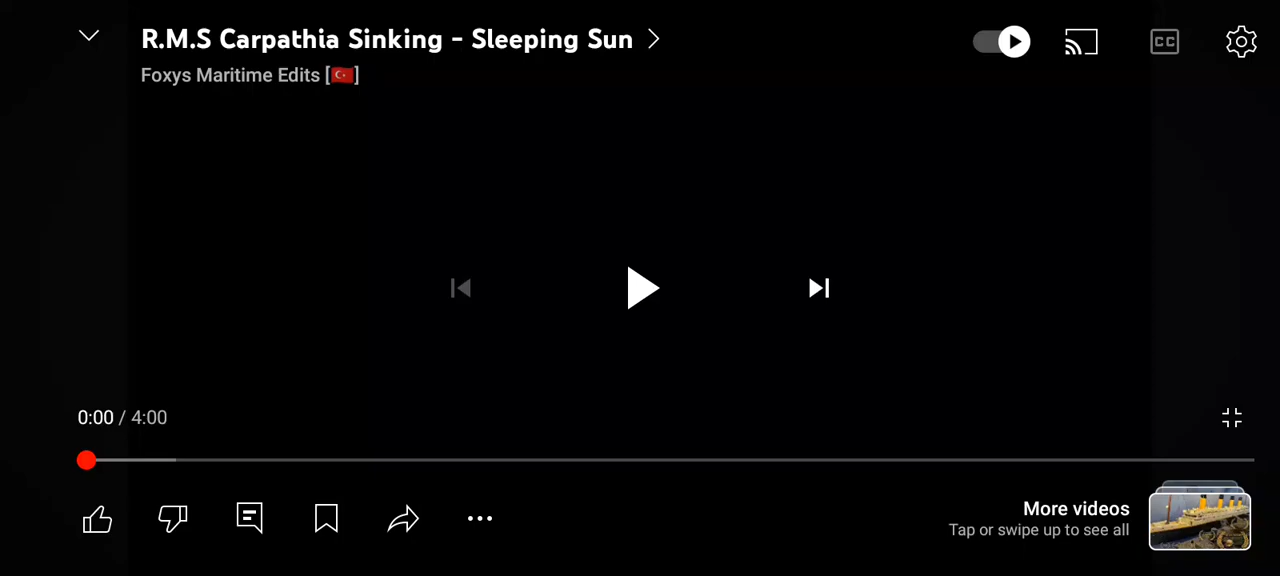 R.M.S Carpathia Sinking - Sleeping Sun
Foxys Maritime Edits [🇹🇷]
CC
0:00 / 4:00
More videos
Tap or swipe up to see all